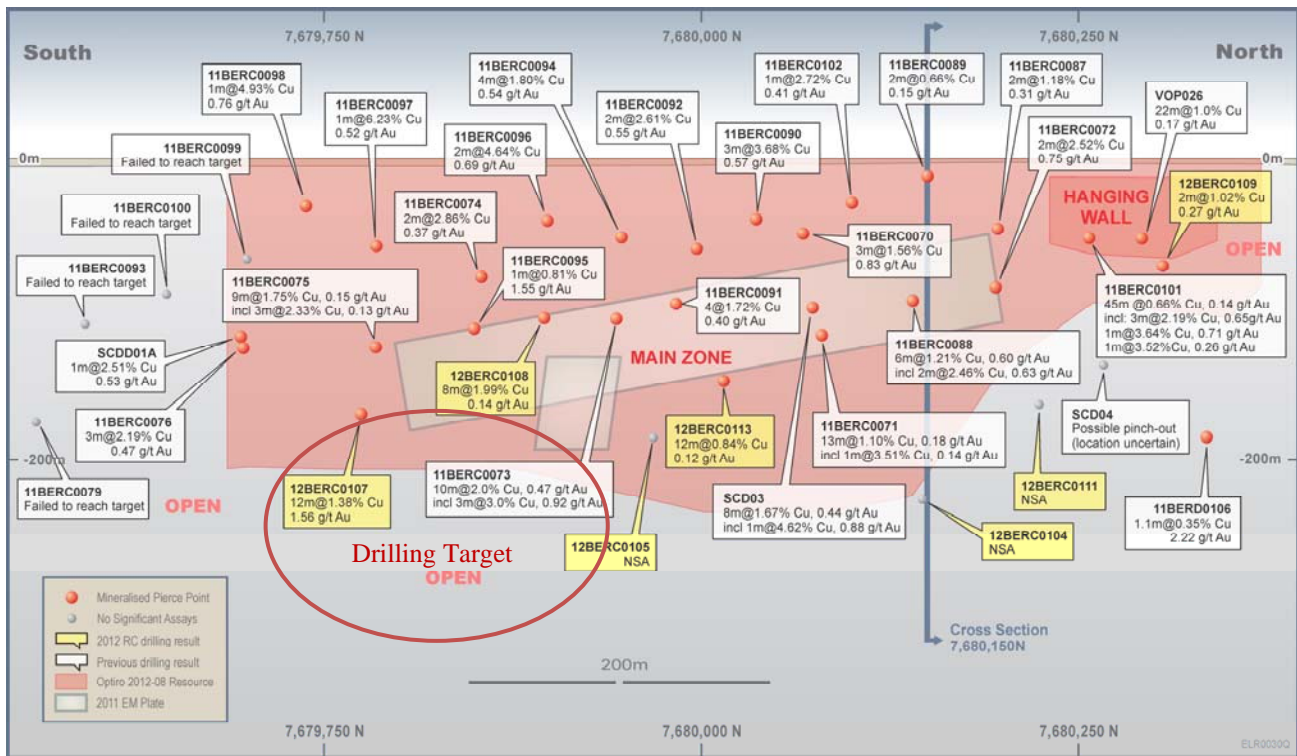 7,679,750 N
7,680,000 N
7,680,250 N
South
North
11BERC0098
1m@4.93% Cu
0.76 g/t Au
11BERC0097
1m@6.23% Cu
0.52 g/t Au
11BERC0094
4m@1.80% Cu
0.54 g/t Au
11BERC0096
2m@4.64% Cu
0.69 g/t Au
11BERC0092
2m@2.61% Cu
0.55 g/t Au
11BERC0102
1m@2.72% Cu
0.41 g/t Au
11BERC0090
3m@3.68% Cu
0.57 g/t Au
11BERC0089
2m@0.66% Cu
0.15 g/t Au
11BERC0087
2m@1.18% Cu
0.31 g/t Au
11BERC0072
2m@2.52% Cu
0.75 g/t Au
VOP026
22m@1.0% Cu
0.17 g/t Au
0m
0m
11BERC0099
Failed to reach target
11BERC0100
Failed to reach target
11BERC0093
Failed to reach target
11BERC0074
2m@2.86% Cu
0.37 g/t Au
HANGING
WALL
12BERC0109
2m@1.02% Cu
0.27 g/t Au
OPEN
11BERC0070
3m@1.56% Cu
0.83 g/t Au
11BERC0095
1m@0.81% Cu
1.55 g/t Au
11BERC0075
9m@1.75% Cu, 0.15 g/t Au
incl 3m@2.33% Cu, 0.13 g/t Au
11BERC0091
4@1.72% Cu
0.40 g/t Au
11BERC0101
45m @0.66% Cu, 0.14 g/t Au
incl: 3m@2.19% Cu, 0.65g/t Au
1m@3.64% Cu, 0.71 g/t Au
1m@3.52%Cu, 0.26 g/t Au
SCDD01A
1m@2.51% Cu
0.53 g/t Au
MAIN ZONE
11BERC0088
6m@1.21% Cu, 0.60 g/t Au
incl 2m@2.46% Cu, 0.63 g/t Au
12BERC0108
8m@1.99% Cu
0.14 g/t Au
11BERC0076
3m@2.19% Cu
0.47 g/t Au
12BERC0113
12m@0.84% Cu
0.12 g/t Au
11BERC0071
13m@1.10% Cu, 0.18 g/t Au
incl 1m@3.51% Cu, 0.14 g/t Au
SCD04
Possible pinch-out
(location uncertain)
-200m
-200m
11BERC0079
Failed to reach target
OPEN
12BERC0107
12m@1.38% Cu
1.56 g/t Au
11BERC0073
10m@2.0% Cu, 0.47 g/t Au
incl 3m@3.0% Cu, 0.92 g/t Au
SCD03
8m@1.67% Cu, 0.44 g/t Au
incl 1m@4.62% Cu, 0.88 g/t Au
12BERC0111
NSA
11BERD0106
1.1m@0.35% Cu
2.22 g/t Au
12BERC0105
NSA
12BERC0104
NSA
Drilling Target
OPEN
Mineralised Pierce Point
No Significant Assays
2012 RC drilling result
Previous drilling result
Optiro 2012-08 Resource
2011 EM Plate
Cross Section
7,680,150N
200m
7,679,750 N
7,680,000 N
7,680,250 N
ELR0030Q